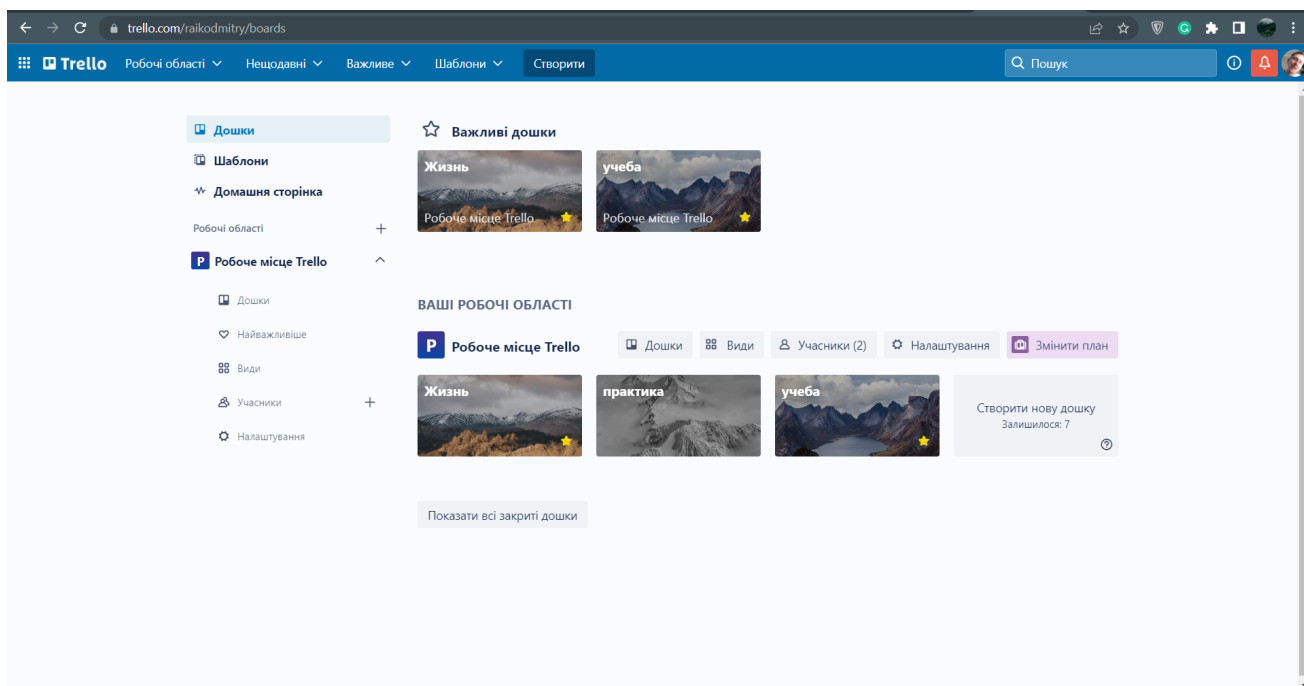 trello.com/raikodmitry/boards
Trello Робочі області Нещодавні Важливе Шаблони Створити Пошук
Дошки
Шаблони
Домашня сторінка
Робочі області
P Робоче місце Trello
Дошки
Найважливіше
Види
Учасники
Налаштування
Важливі дошки
Жизнь
Робоче місце Trello
учеба
Робоче місце Trello
ВАШІ РОБОЧІ ОБЛАСТІ
P Робоче місце Trello Дошки Види Учасники (2) Налаштування Змінити план
Жизнь
практика
учеба
Створити нову дошку
Залишилося: 7
Показати всі закриті дошки